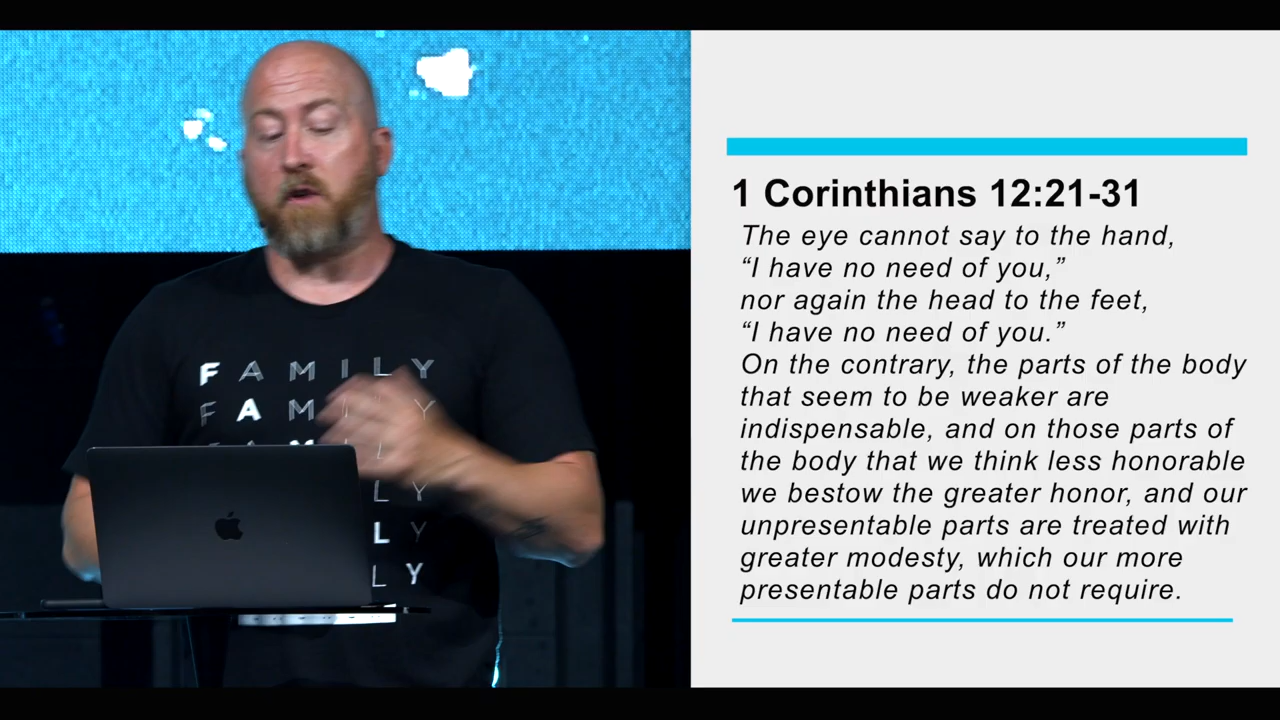 FAMILY
FAM Y
L
LY
LY
LY
1 Corinthians 12:21-31
The eye cannot say to the hand,
“I have no need of you,”
nor again the head to the feet,
“I have no need of you.”
On the contrary, the parts of the body
that seem to be weaker are
indispensable, and on those parts of
the body that we think less honorable
we bestow the greater honor, and our
unpresentable parts are treated with
greater modesty, which our more
presentable parts do not require.